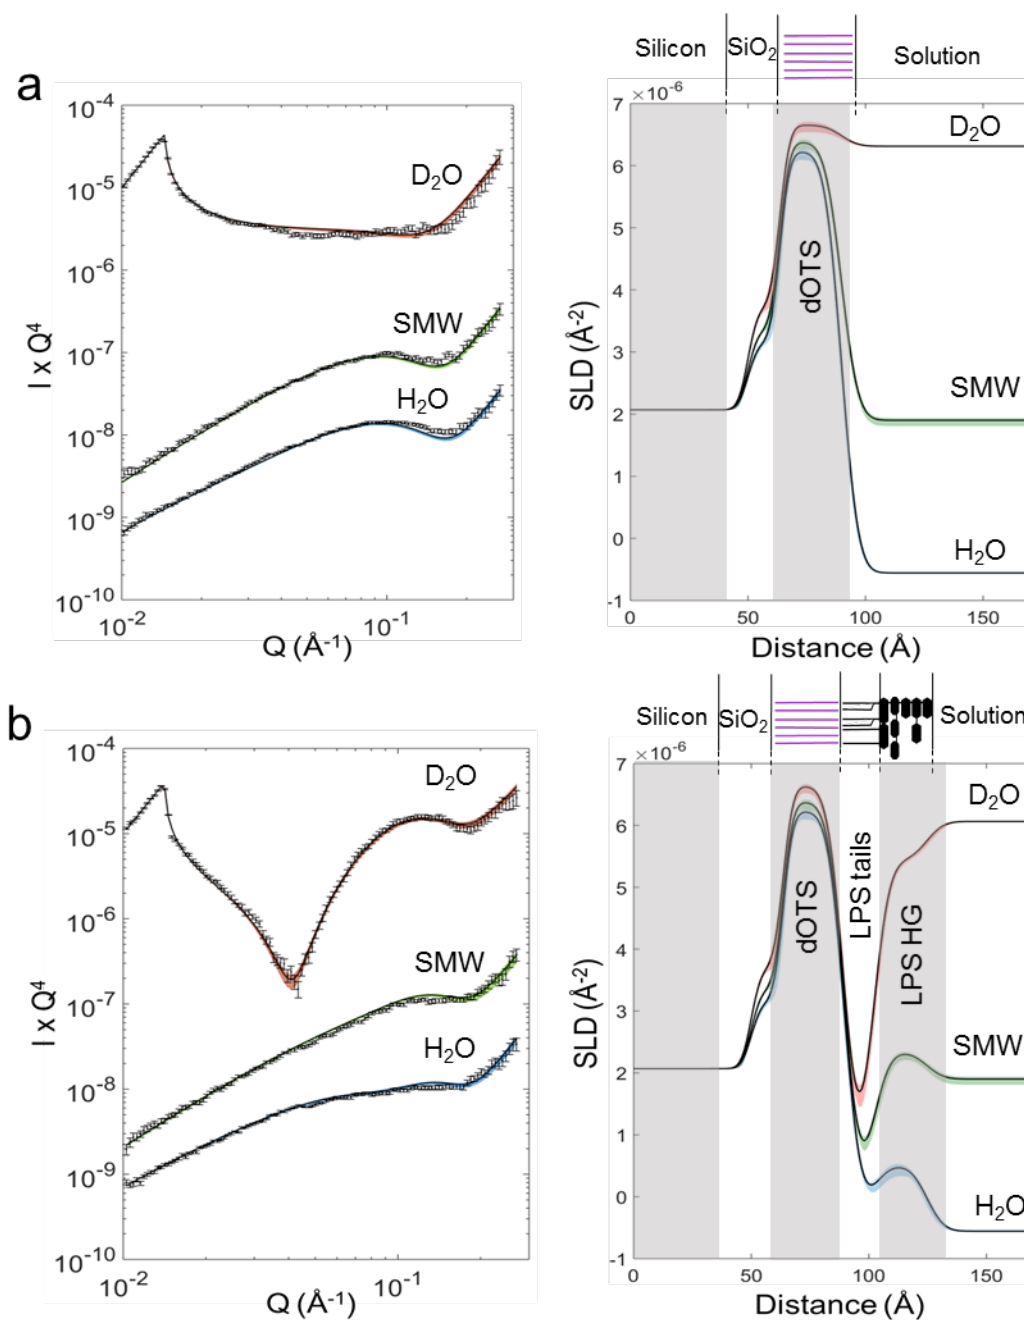 a
10⁻⁴
10⁻⁵
10⁻⁶
10⁻⁷
10⁻⁸
10⁻⁹
10⁻¹⁰
I x Q⁴
D₂O
SMW
H₂O
10⁻² 10⁻¹
Q (Å⁻¹)
Silicon SiO₂ Solution
×10⁻⁶
7
6
5
4
3
2
1
0
-1
SLD (Å⁻²)
dOTS
D₂O
SMW
H₂O
0 50 100 150
Distance (Å)
b
10⁻⁴
10⁻⁵
10⁻⁶
10⁻⁷
10⁻⁸
10⁻⁹
10⁻¹⁰
I x Q⁴
D₂O
SMW
H₂O
10⁻² 10⁻¹
Q (Å⁻¹)
Silicon SiO₂ Solution
×10⁻⁶
7
6
5
4
3
2
1
0
-1
SLD (Å⁻²)
dOTS
LPS tails
LPS HG
D₂O
SMW
H₂O
0 50 100 150
Distance (Å)